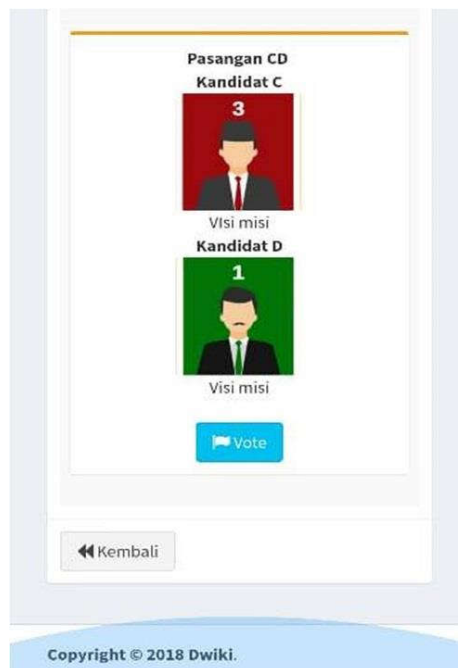 Pasangan CD
Kandidat C
3
VIsi misi
Kandidat D
1
Visi misi
Vote
Kembali
Copyright © 2018 Dwiki.